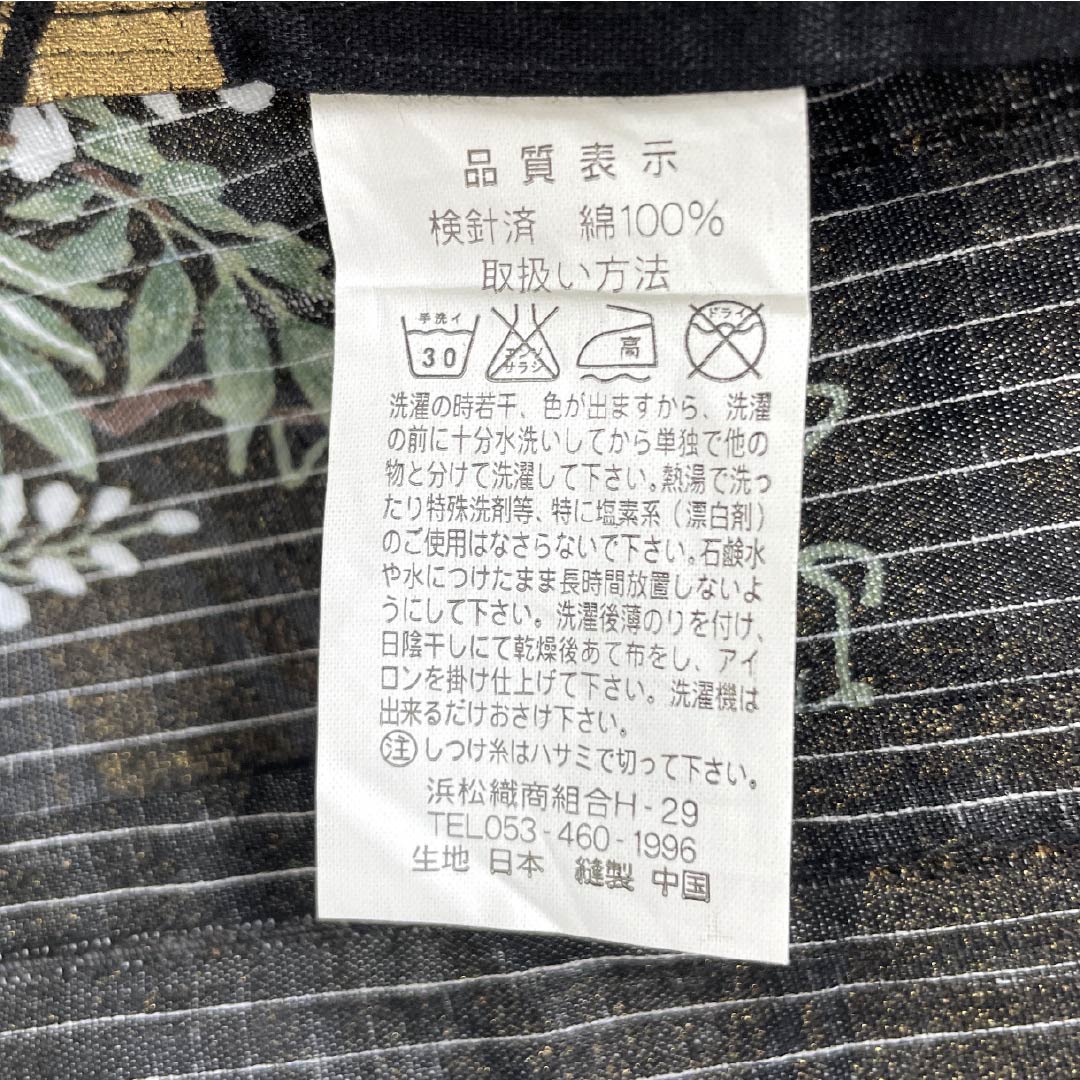 品質表示
検針済 綿100%
取扱い方法
手洗イ 30 エンソサラシ 高 ドライ
洗濯の時若干、色が出ますから、洗濯
の前に十分水洗いしてから単独で他の
物と分けて洗濯して下さい。熱湯で洗っ
たり特殊洗剤等、特に塩素系(漂白剤)
のご使用はなさらないで下さい。石鹸水
や水につけたまま長時間放置しないよ
うにして下さい。洗濯後薄のりを付け、
日陰干しにて乾燥後あて布をし、アイ
ロンを掛け仕上げて下さい。洗濯機は
出来るだけおさけ下さい。
注 しつけ糸はハサミで切って下さい。
浜松織商組合H-29
TEL053-460-1996
生地 日本 縫製 中国